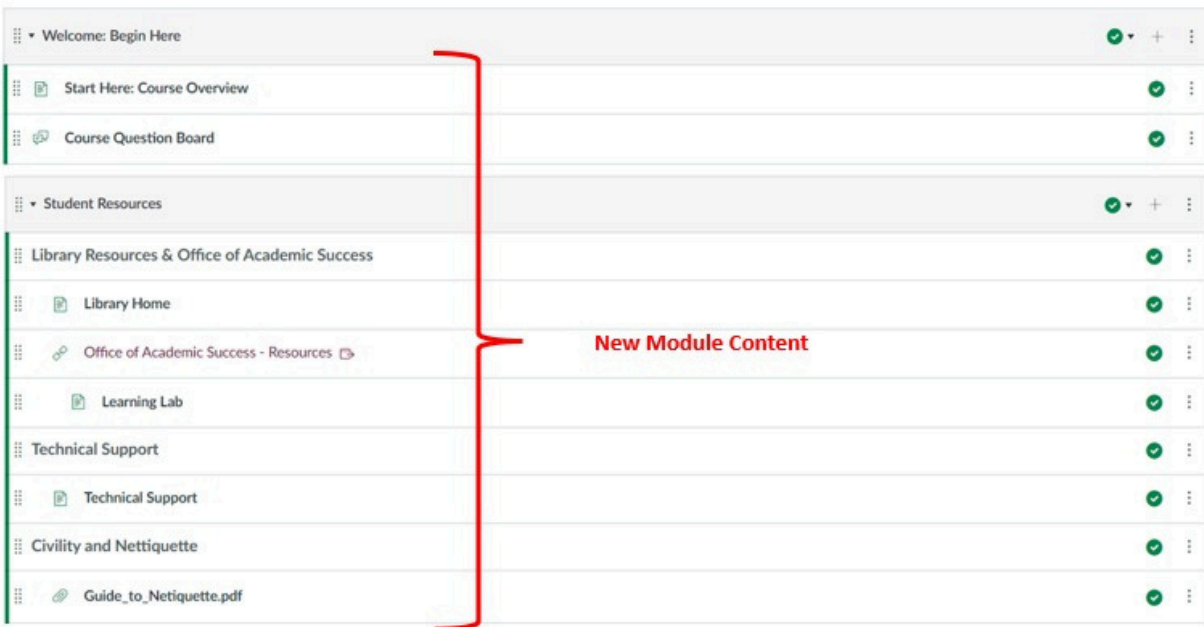 Welcome: Begin Here
Start Here: Course Overview
Course Question Board
Student Resources
Library Resources & Office of Academic Success
Library Home
Office of Academic Success - Resources
New Module Content
Learning Lab
Technical Support
Technical Support
Civility and Nettiquette
Guide_to_Netiquette.pdf